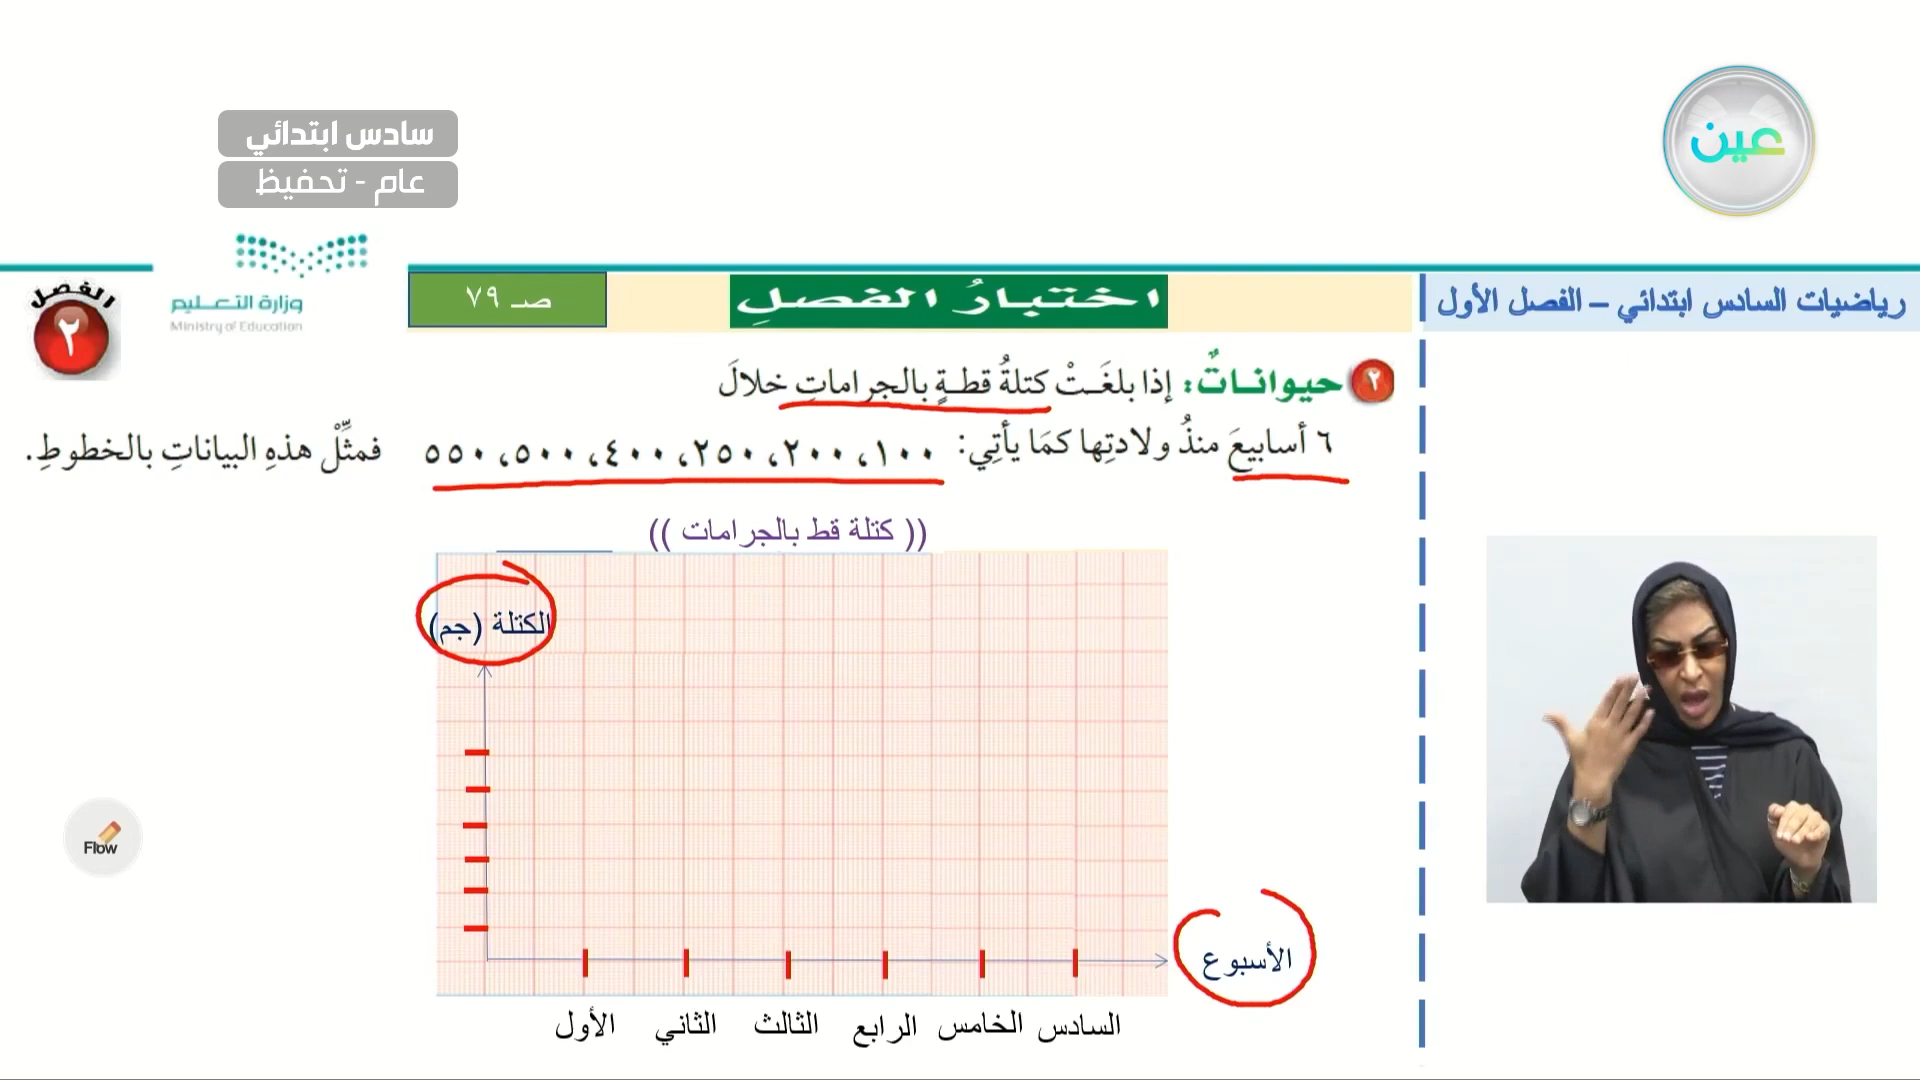 عين
سادس ابتدائي
عام - تحفيظ
رياضيات السادس ابتدائي – الفصل الأول
اختبارُ الفصلِ
صـ ٧٩
وزارة التعليم
Ministry of Education
الفصل
٢
٢ حيواناتٌ: إذا بلغَتْ كتلةُ قطةٍ بالجراماتِ خلالَ
٦ أسابيعَ منذُ ولادتِها كمَا يأتِي: ١٠٠، ٢٠٠، ٢٥٠، ٤٠٠، ٥٠٠، ٥٥٠ فمثِّلْ هذهِ البياناتِ بالخطوطِ.
(( كتلة قط بالجرامات ))
الكتلة (جم)
الأسبوع
الأول الثاني الثالث الرابع الخامس السادس
Flow